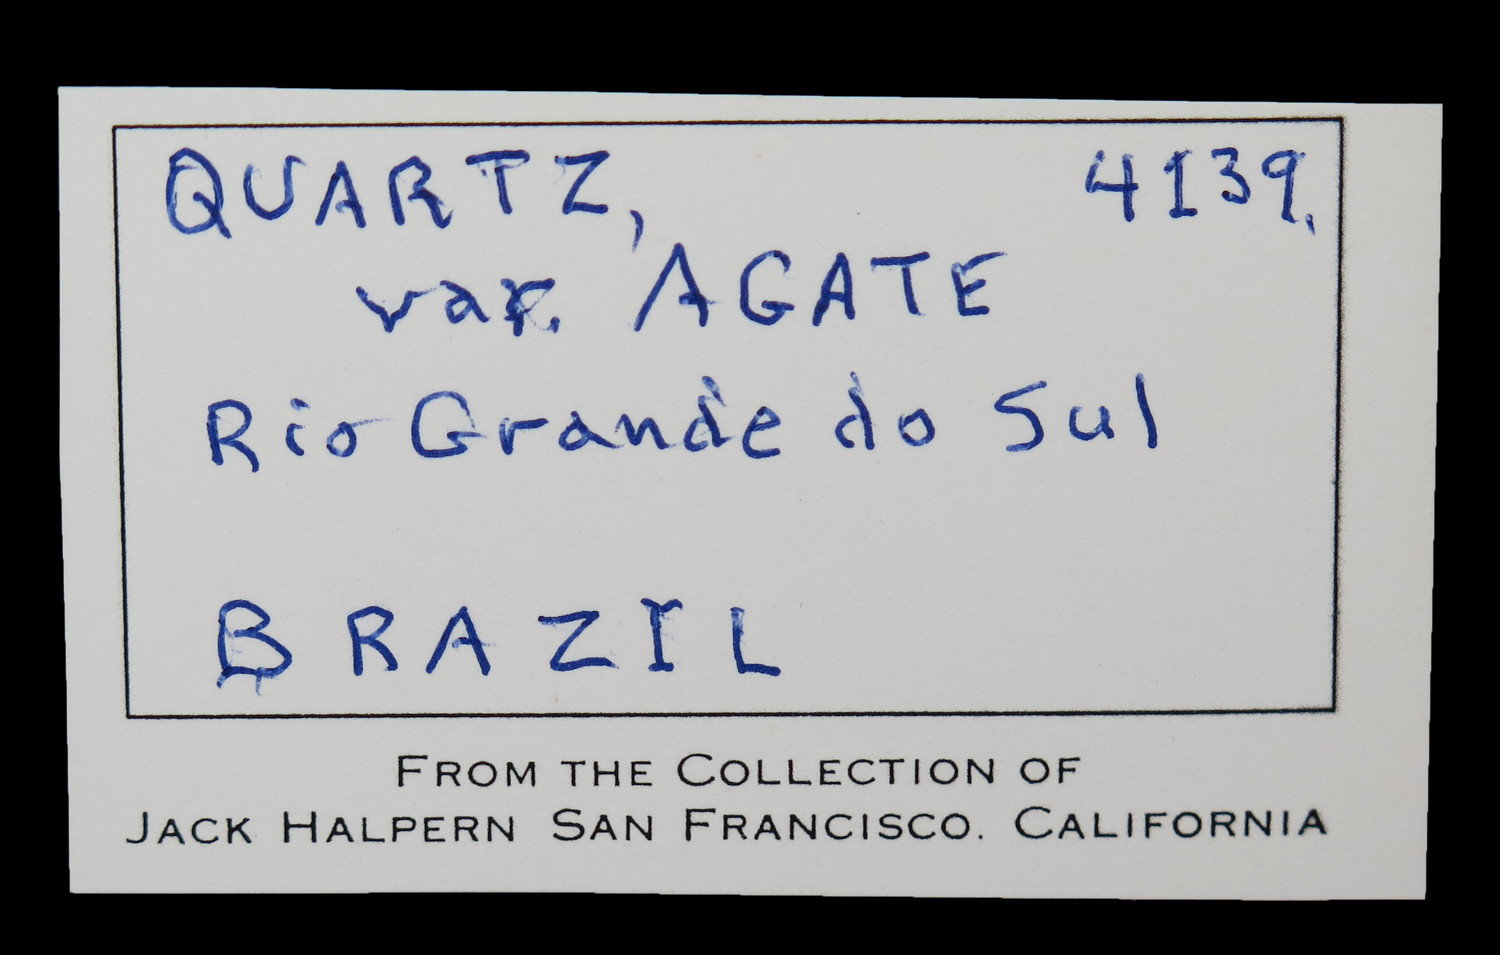 QUARTZ, 4139.
var. AGATE
Rio Grande do Sul
BRAZIL
FROM THE COLLECTION OF
JACK HALPERN SAN FRANCISCO. CALIFORNIA